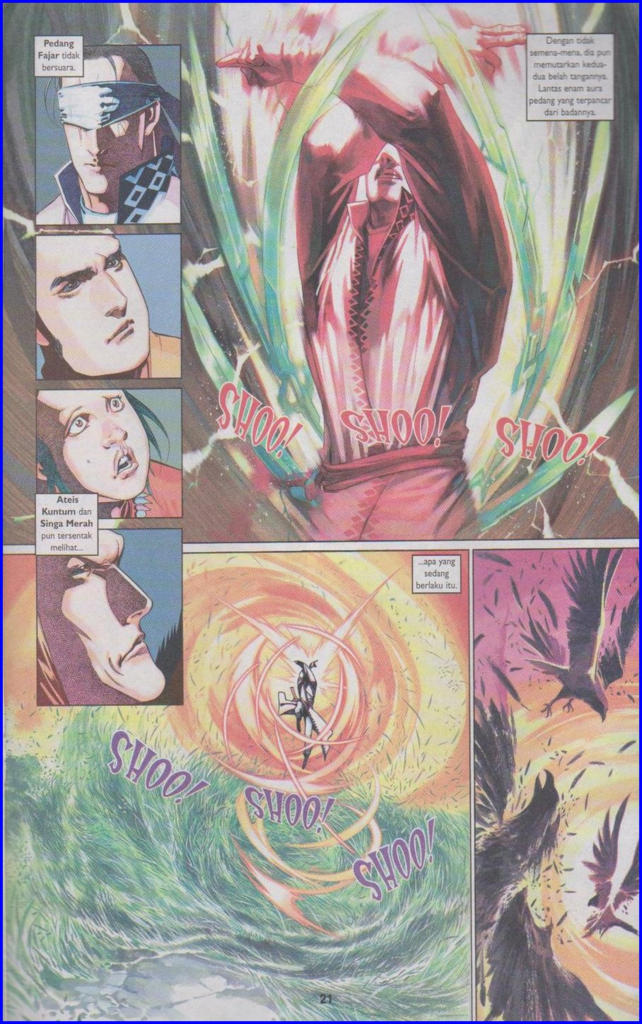 Pedang
Fajar tidak
bersuara.
Dengan tidak
semena-mena, dia pun
memutarkan kedua-
dua belah tangannya.
Lantas enam aura
pedang yang terpancar
dari badannya.
SHOO!
SHOO!
SHOO!
Ateis
Kuntum dan
Singa Merah
pun tersentak
melihat...
...apa yang
sedang
berlaku itu.
SHOO!
SHOO!
SHOO!
21